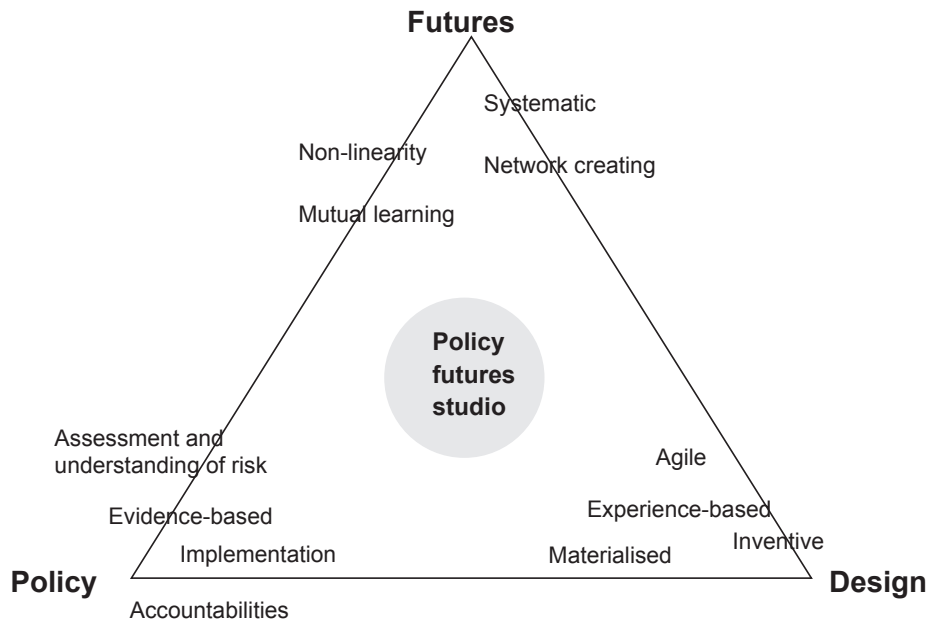 Futures
Systematic
Non-linearity
Network creating
Mutual learning
Policy
futures
studio
Assessment and
understanding of risk
Agile
Evidence-based
Experience-based
Inventive
Implementation
Materialised
Policy
Design
Accountabilities